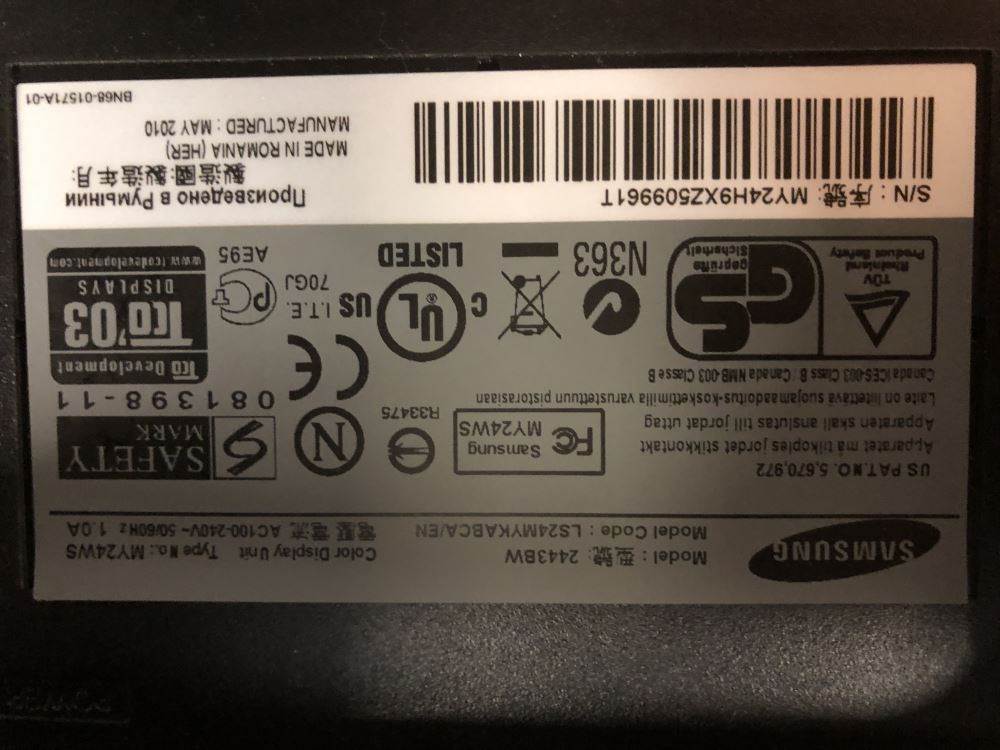 SAMSUNG
Model : 型號: 2443BW
Color Display Unit Type No.: MY24WS
Model Code : LS24MYKABCA/EN
電壓 電流 AC100-240V~ 50/60Hz 1.0A
US PAT.NO. 5,670,972
Apparatet må tilkoples jordet stikkontakt
Apparaten skall anslutas till jordat uttag
Laite on liitettävä suojamaadoitus-koskettimilla varustettuun pistorasiaan
Canada ICES-003 Class B / Canada NMB-003 Classe B
FC Samsung
MY24WS
R33475
N
S SAFETY
MARK
081398-11
TÜV
Rheinland
Product Safety
GS
geprüfte
Sicherheit
N363
C UL ® US
LISTED
I.T.E.
70GJ
CE
PCT
AE95
TCO Development
TCO'03
DISPLAYS
www.tcodevelopment.com
S/N : 序號: MY24H9XZ509961T
Произведено в Румынии
製造國:製造年月:
MADE IN ROMANIA (HER)
MANUFACTURED : MAY 2010
BN68-01571A-01
POWER